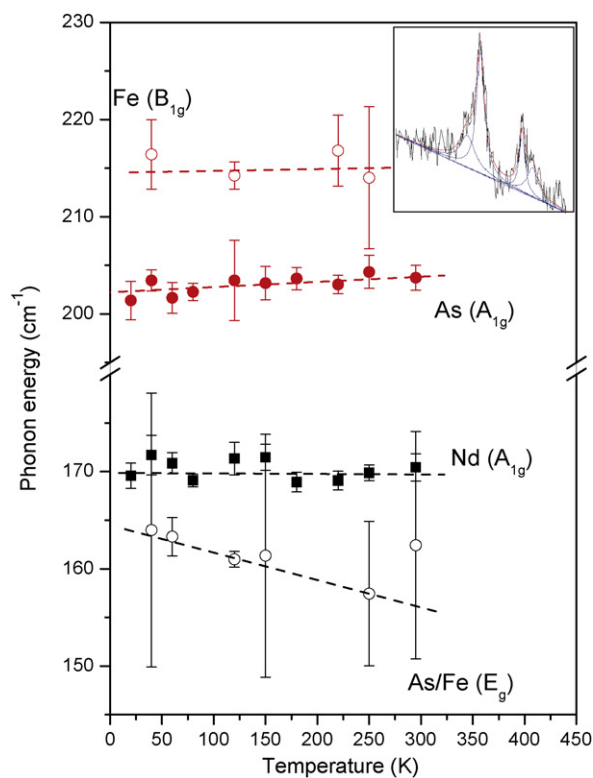 230
Fe (B1g)
220
210
As (A1g)
200
Phonon energy (cm-1)
Nd (A1g)
170
160
150
As/Fe (Eg)
0 50 100 150 200 250 300 350 400 450
Temperature (K)